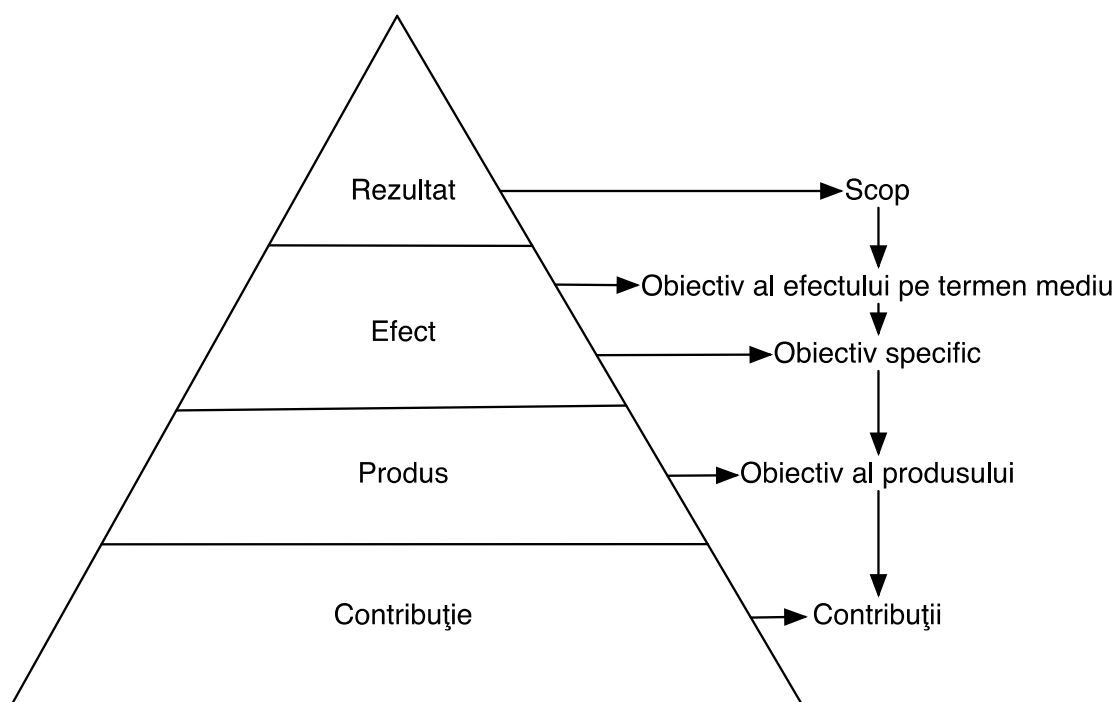 Rezultat
Scop
Obiectiv al efectului pe termen mediu
Efect
Obiectiv specific
Produs
Obiectiv al produsului
Contribuţie
Contribuţii